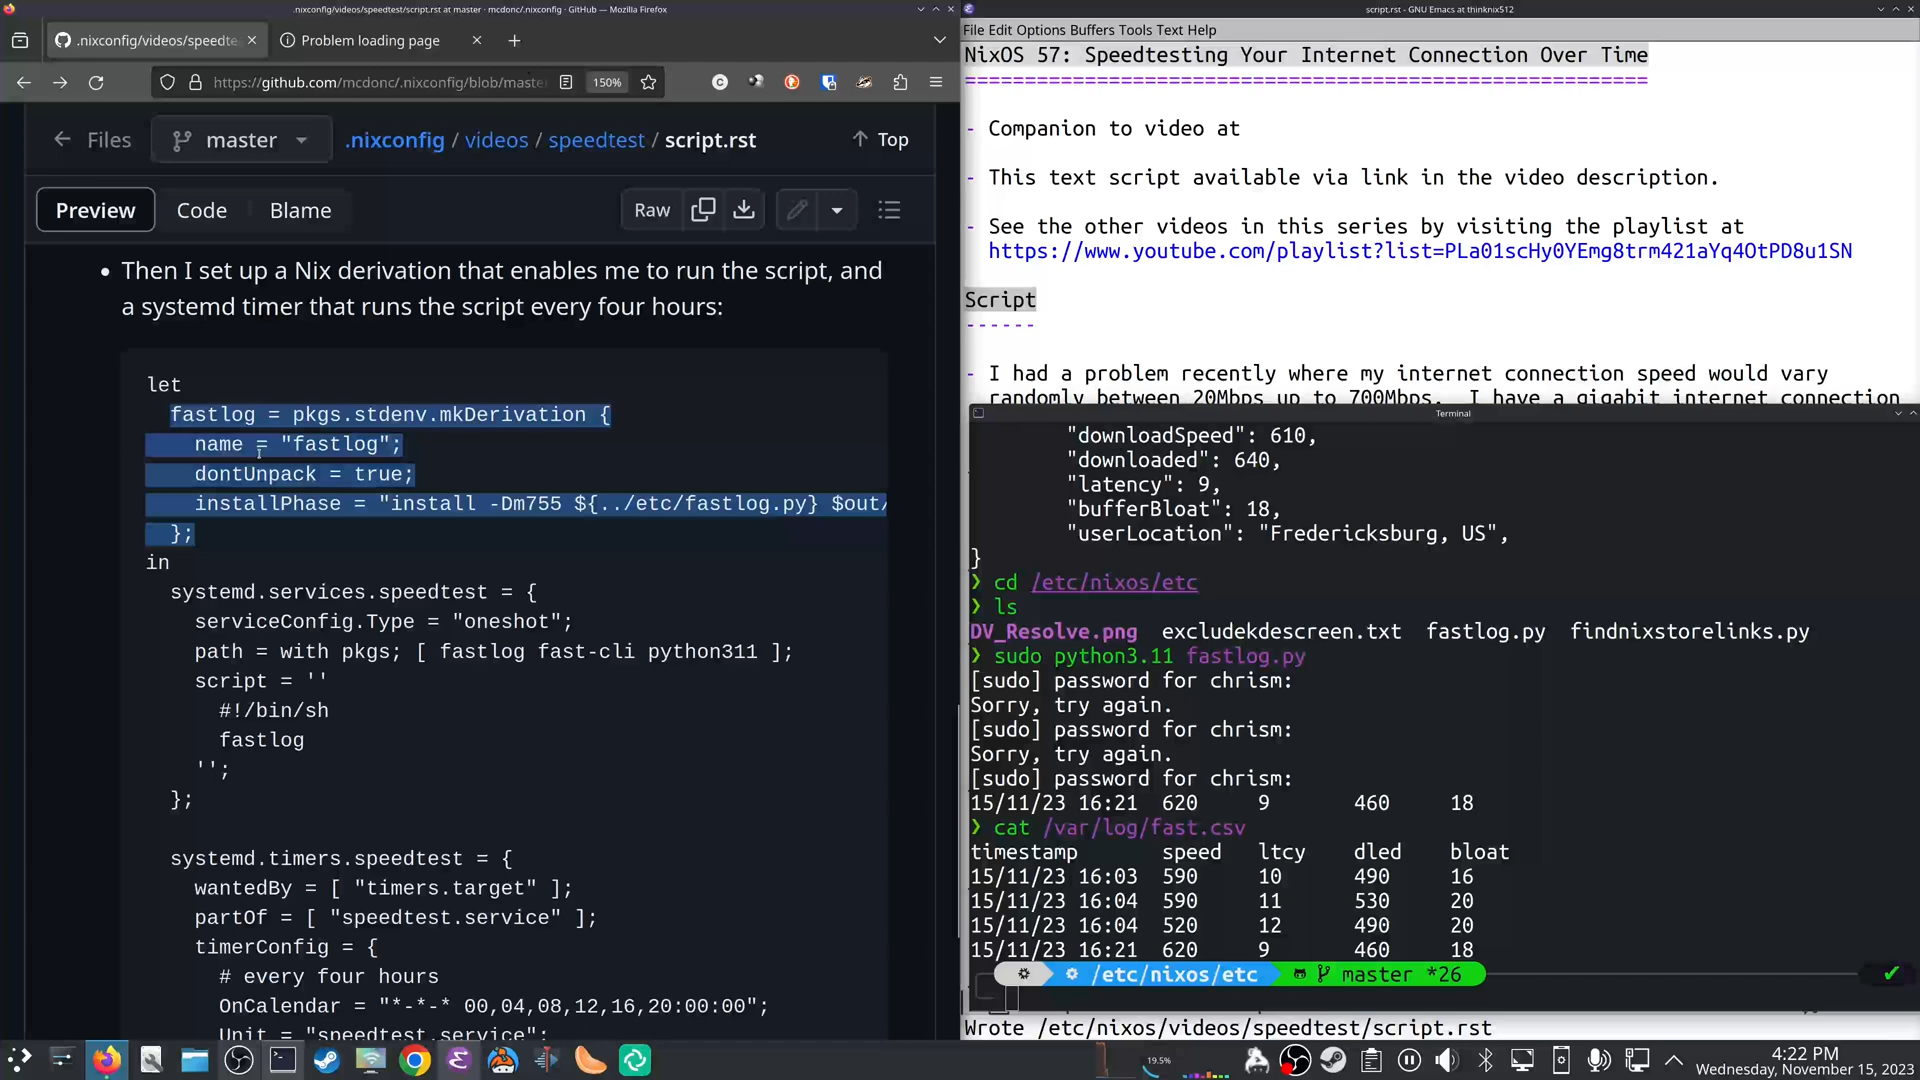 .nixconfig/videos/speedtest/script.rst at master · mcdonc/.nixconfig · GitHub — Mozilla Firefox
.nixconfig/videos/speedte
Problem loading page
https://github.com/mcdonc/.nixconfig/blob/maste
150%
Files
master
.nixconfig / videos / speedtest / script.rst
Top
Preview
Code
Blame
Raw
• Then I set up a Nix derivation that enables me to run the script, and
a systemd timer that runs the script every four hours:
let
fastlog = pkgs.stdenv.mkDerivation {
name = "fastlog";
dontUnpack = true;
installPhase = "install -Dm755 ${../etc/fastlog.py} $out/
};
in
systemd.services.speedtest = {
serviceConfig.Type = "oneshot";
path = with pkgs; [ fastlog fast-cli python311 ];
script = ''
#!/bin/sh
fastlog
'';
};
systemd.timers.speedtest = {
wantedBy = [ "timers.target" ];
partOf = [ "speedtest.service" ];
timerConfig = {
# every four hours
OnCalendar = "*-*-* 00,04,08,12,16,20:00:00";
Unit = "speedtest.service";
script.rst - GNU Emacs at thinknix512
File Edit Options Buffers Tools Text Help
NixOS 57: Speedtesting Your Internet Connection Over Time
=========================================================
- Companion to video at
- This text script available via link in the video description.
- See the other videos in this series by visiting the playlist at
https://www.youtube.com/playlist?list=PLa01scHy0YEmg8trm421aYq4OtPD8u1SN
Script
------
- I had a problem recently where my internet connection speed would vary
randomly between 20Mbps up to 700Mbps. I have a gigabit internet connection
Terminal
"downloadSpeed": 610,
"downloaded": 640,
"latency": 9,
"bufferBloat": 18,
"userLocation": "Fredericksburg, US",
}
❯ cd /etc/nixos/etc
❯ ls
DV_Resolve.png excludekdescreen.txt fastlog.py findnixstorelinks.py
❯ sudo python3.11 fastlog.py
[sudo] password for chrism:
Sorry, try again.
[sudo] password for chrism:
Sorry, try again.
[sudo] password for chrism:
15/11/23 16:21 620 9 460 18
❯ cat /var/log/fast.csv
timestamp speed ltcy dled bloat
15/11/23 16:03 590 10 490 16
15/11/23 16:04 590 11 530 20
15/11/23 16:04 520 12 490 20
15/11/23 16:21 620 9 460 18
/etc/nixos/etc master *26 ✔
Wrote /etc/nixos/videos/speedtest/script.rst
19.5%
4:22 PM
Wednesday, November 15, 2023